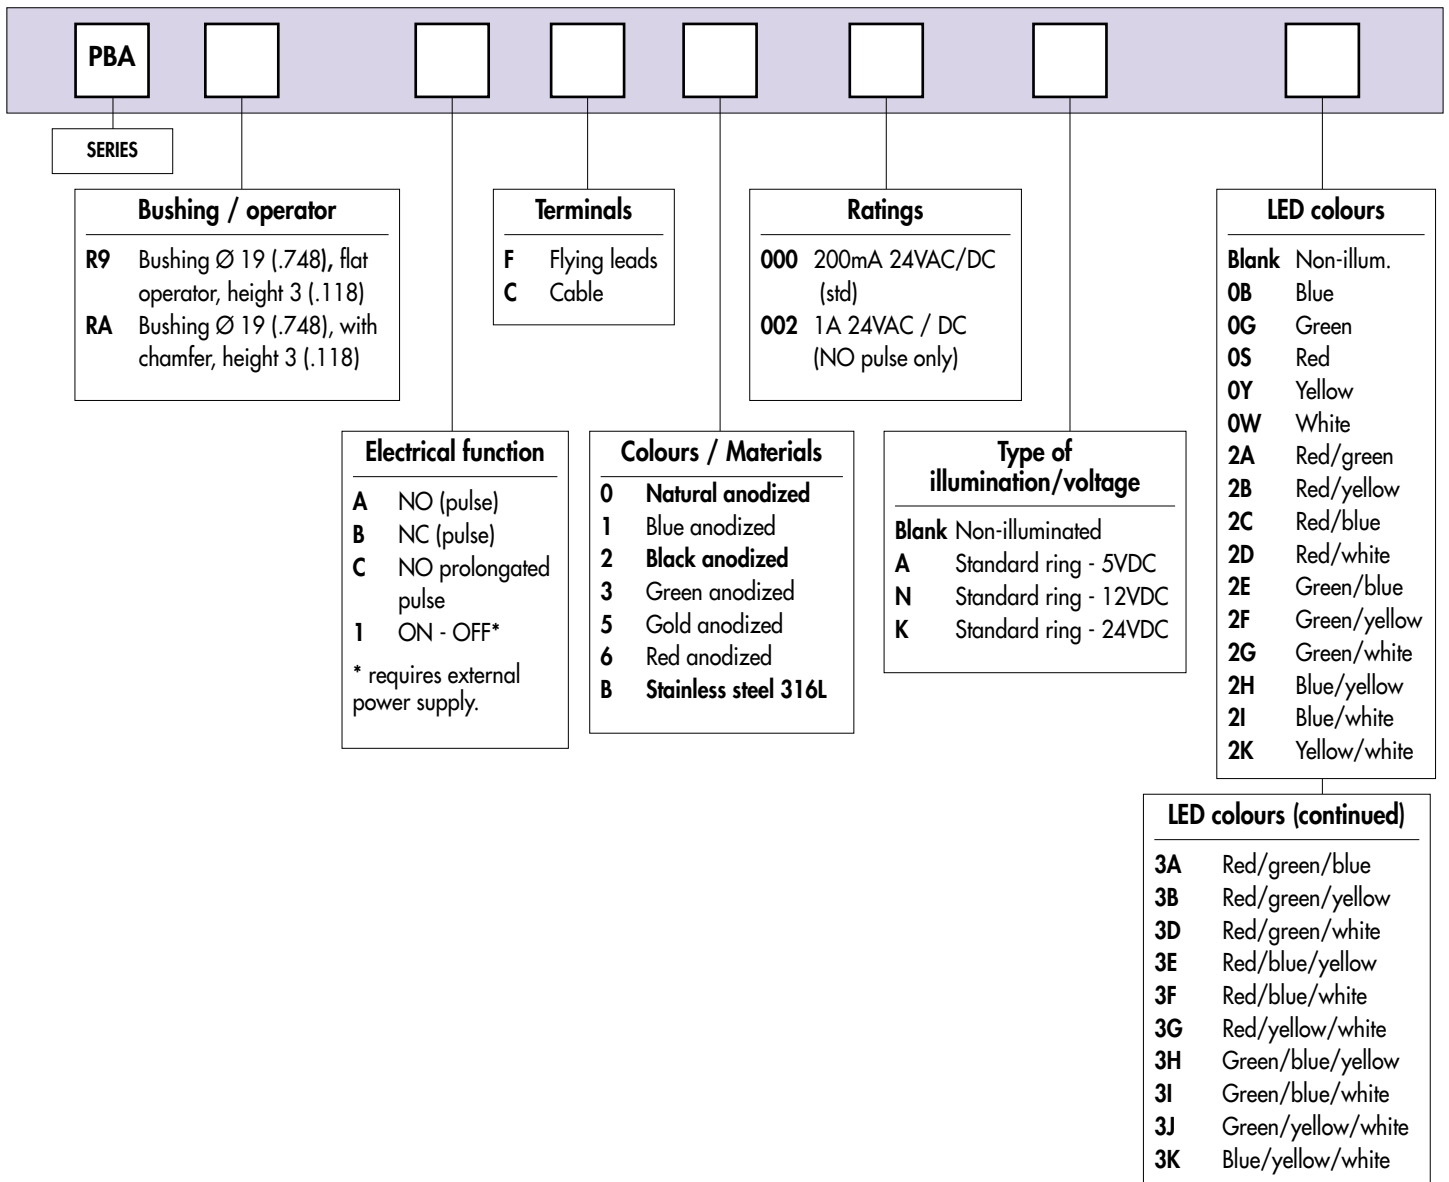 PBA
SERIES
Bushing / operator
R9 Bushing Ø 19 (.748), flat
operator, height 3 (.118)
RA Bushing Ø 19 (.748), with
chamfer, height 3 (.118)
Terminals
F Flying leads
C Cable
Ratings
000 200mA 24VAC/DC
(std)
002 1A 24VAC / DC
(NO pulse only)
LED colours
Blank Non-illum.
0B Blue
0G Green
0S Red
0Y Yellow
0W White
2A Red/green
2B Red/yellow
2C Red/blue
2D Red/white
2E Green/blue
2F Green/yellow
2G Green/white
2H Blue/yellow
2I Blue/white
2K Yellow/white
Electrical function
A NO (pulse)
B NC (pulse)
C NO prolongated
pulse
1 ON - OFF*
* requires external
power supply.
Colours / Materials
0 Natural anodized
1 Blue anodized
2 Black anodized
3 Green anodized
5 Gold anodized
6 Red anodized
B Stainless steel 316L
Type of
illumination/voltage
Blank Non-illuminated
A Standard ring - 5VDC
N Standard ring - 12VDC
K Standard ring - 24VDC
LED colours (continued)
3A Red/green/blue
3B Red/green/yellow
3D Red/green/white
3E Red/blue/yellow
3F Red/blue/white
3G Red/yellow/white
3H Green/blue/yellow
3I Green/blue/white
3J Green/yellow/white
3K Blue/yellow/white